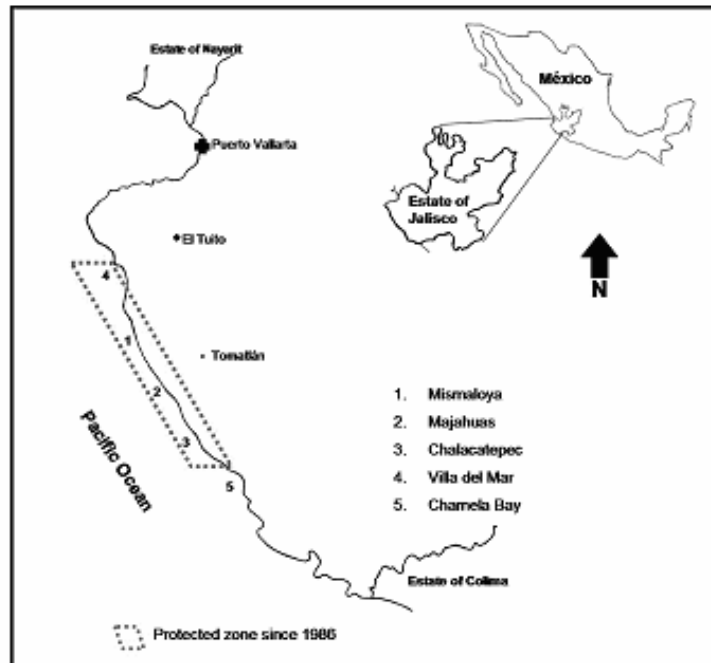 Estate of Nayarit
México
Puerto Vallarta
Estate of
Jalisco
El Tuito
N
4
1
Tomatlán
2
3
5
Pacific Ocean
1. Mismaloya
2. Majahuas
3. Chalacatepec
4. Villa del Mar
5. Chamela Bay
Estate of Colima
Protected zone since 1986